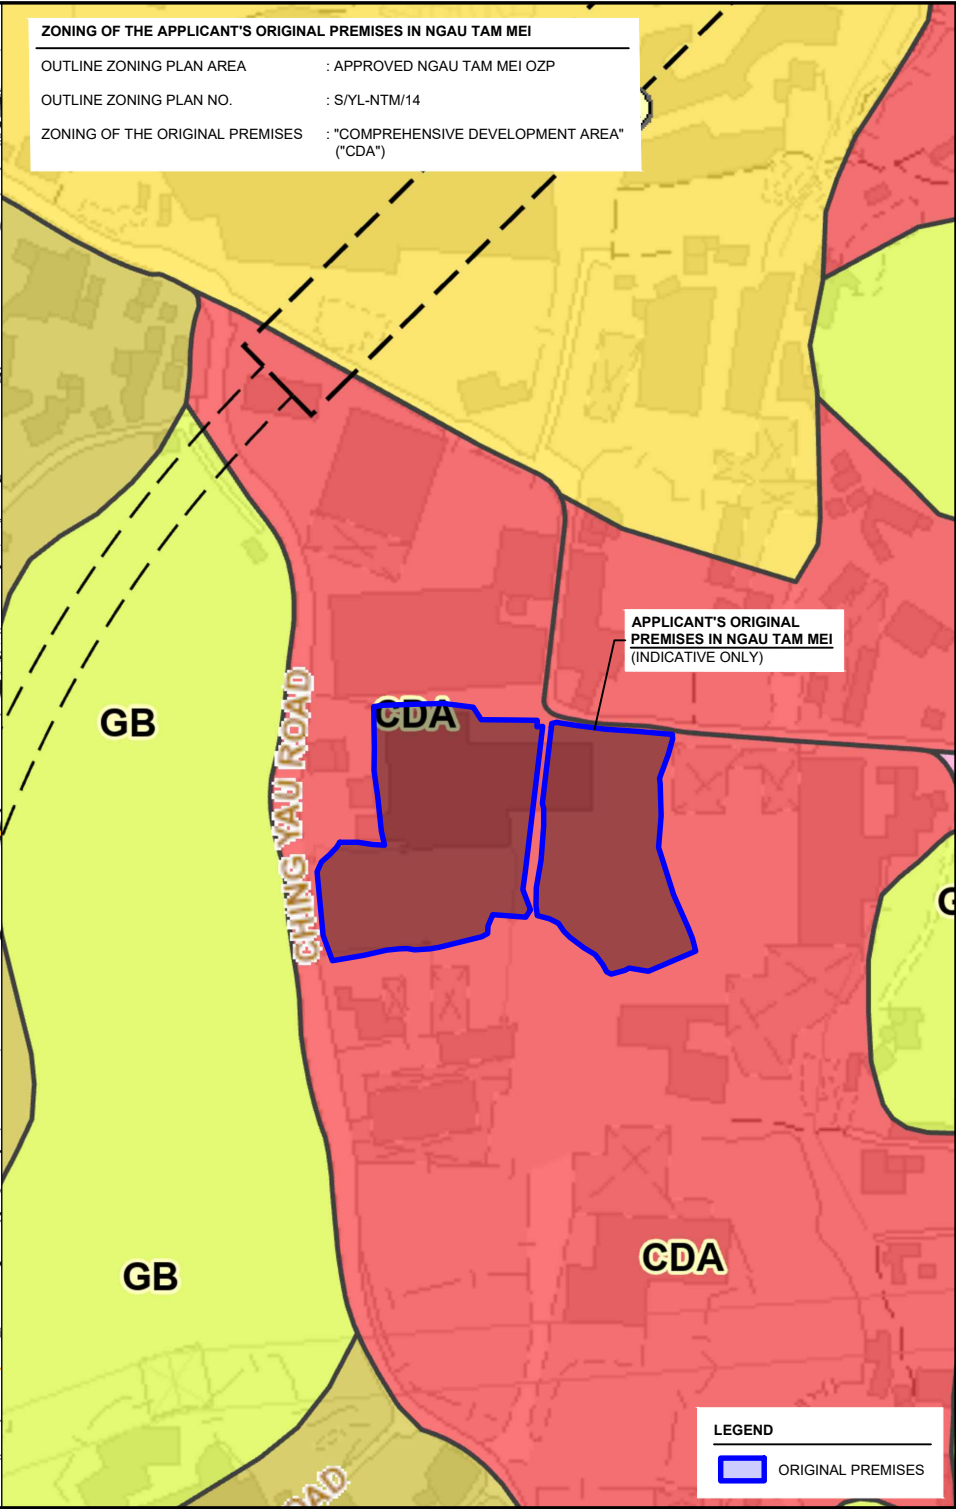 ZONING OF THE APPLICANT'S ORIGINAL PREMISES IN NGAU TAM MEI
OUTLINE ZONING PLAN AREA : APPROVED NGAU TAM MEI OZP
OUTLINE ZONING PLAN NO. : S/YL-NTM/14
ZONING OF THE ORIGINAL PREMISES : "COMPREHENSIVE DEVELOPMENT AREA"
("CDA")
APPLICANT'S ORIGINAL
PREMISES IN NGAU TAM MEI
(INDICATIVE ONLY)
GB
CDA
CHING YAU ROAD
G
GB
CDA
OAD
LEGEND
ORIGINAL PREMISES